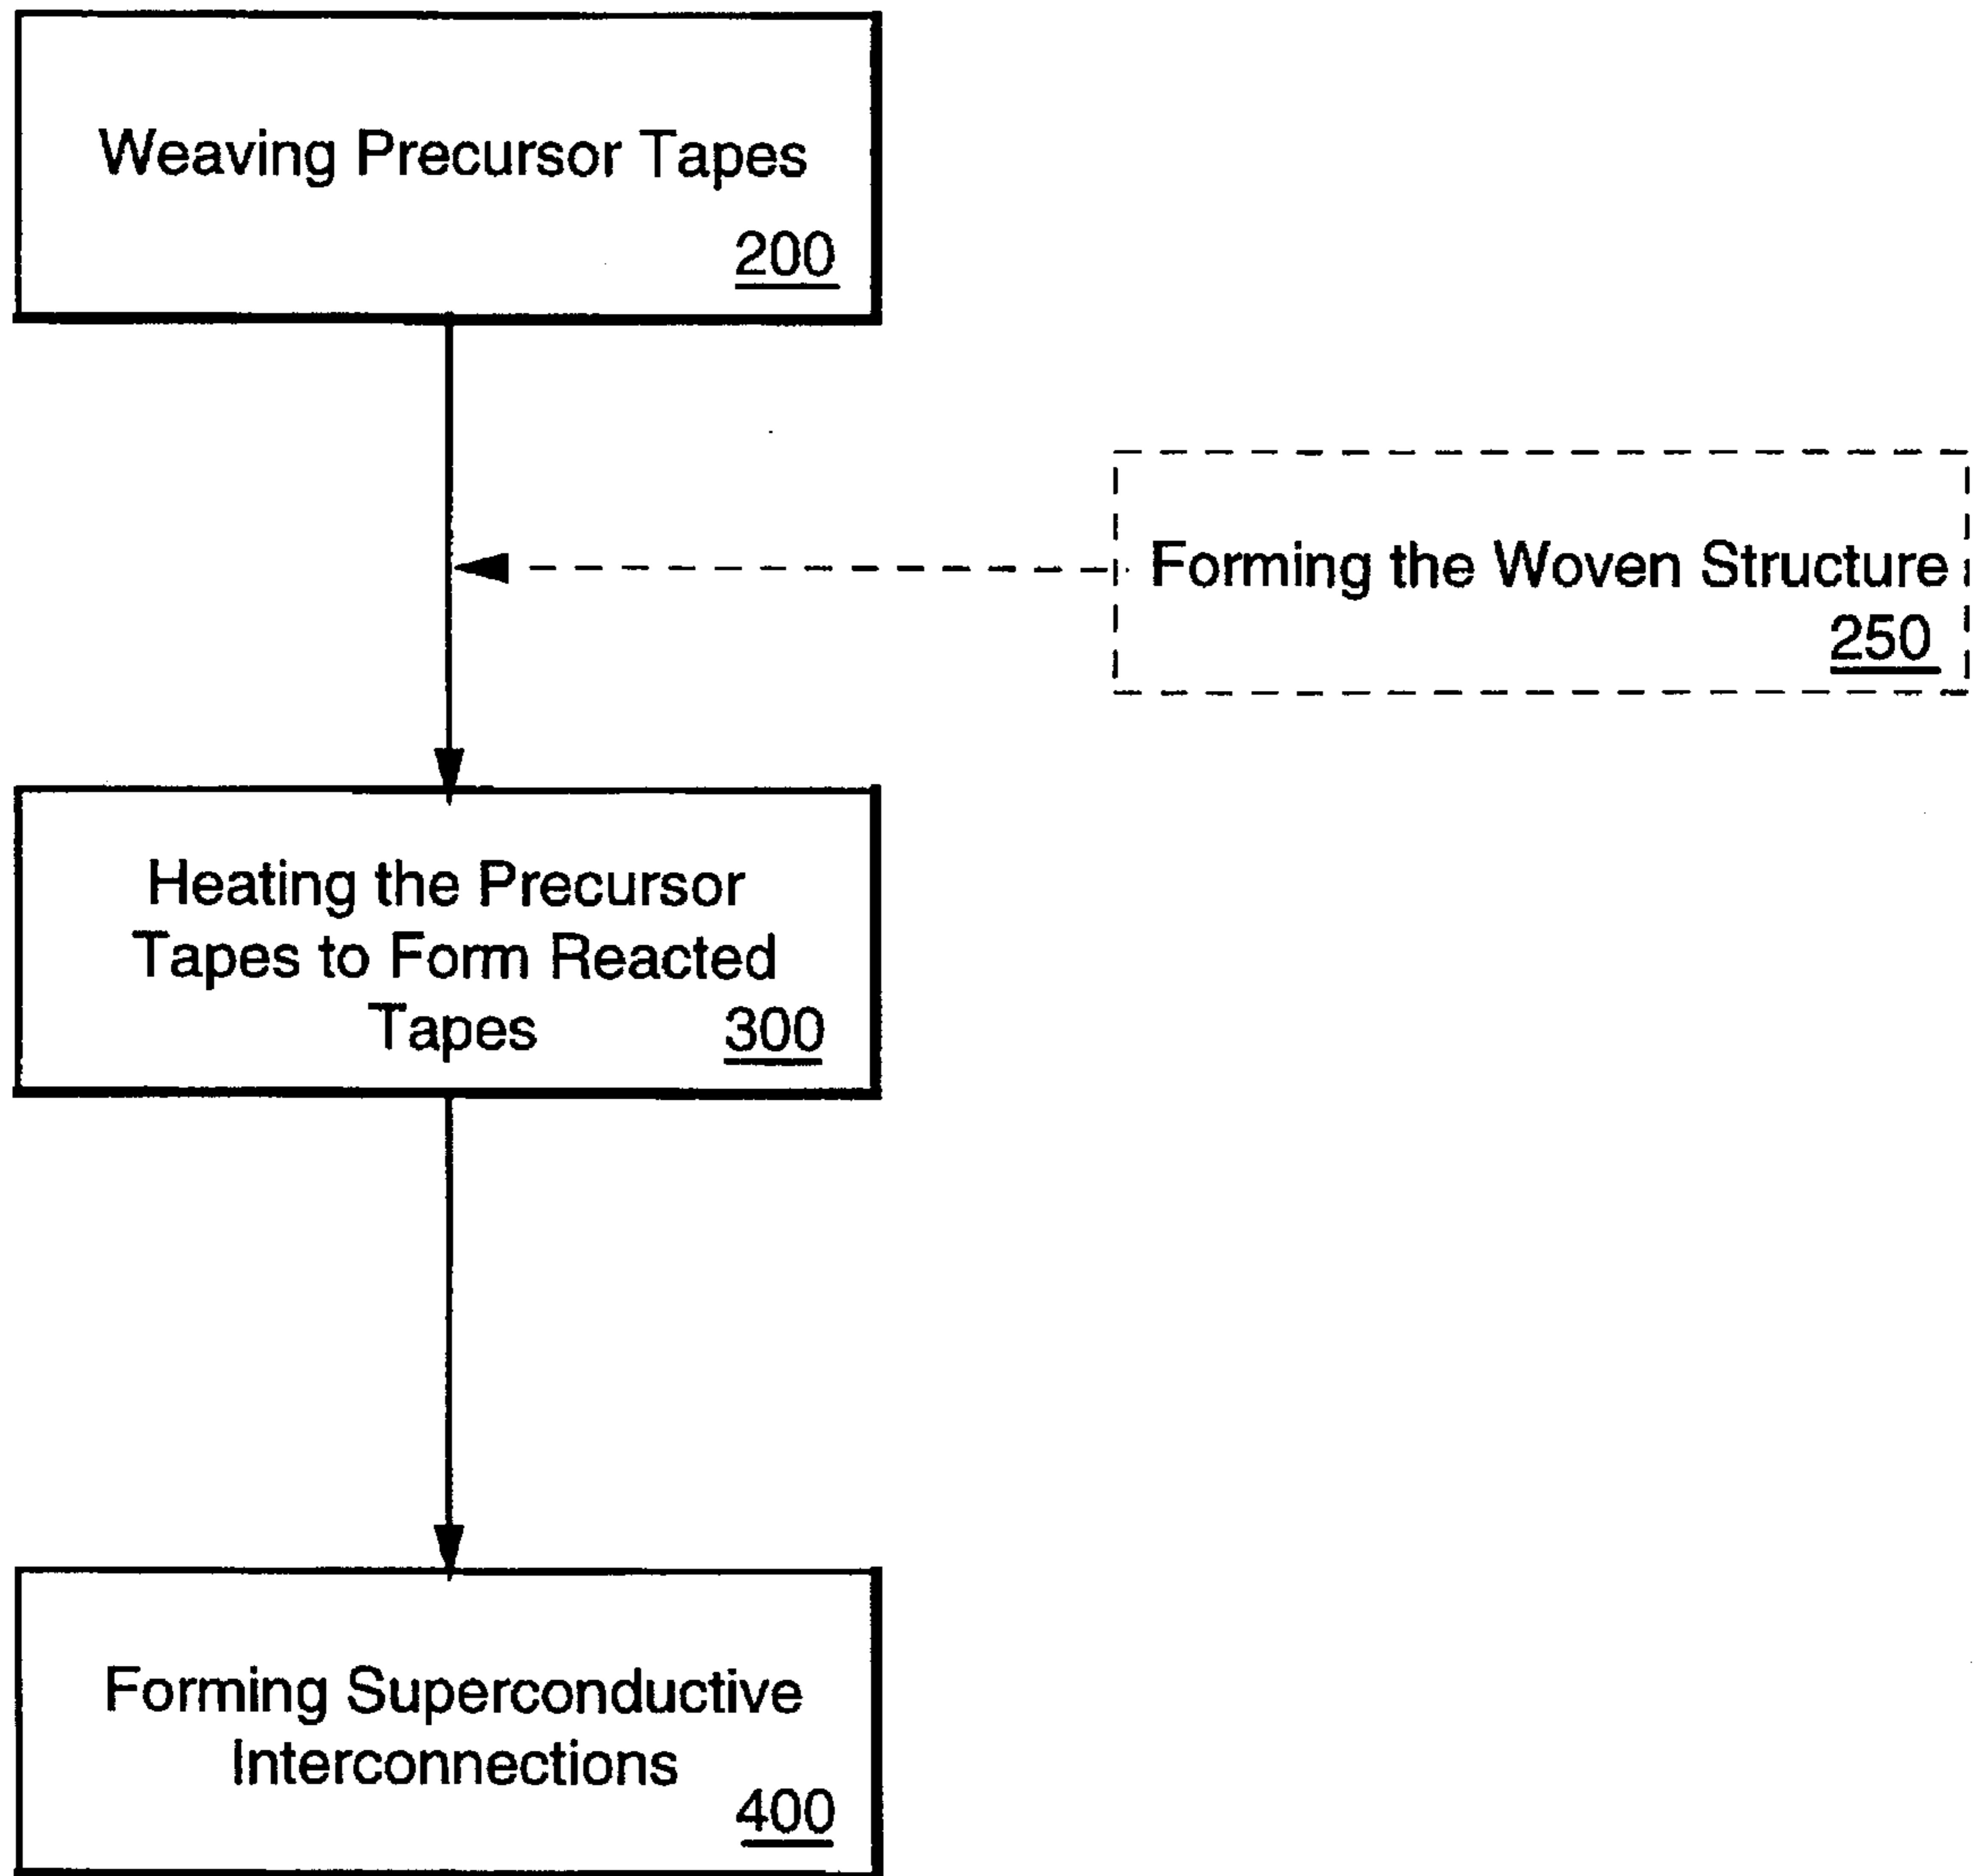 Weaving Precursor Tapes
200
Forming the Woven Structure
250
Heating the Precursor
Tapes to Form Reacted
Tapes 300
Forming Superconductive
Interconnections
400